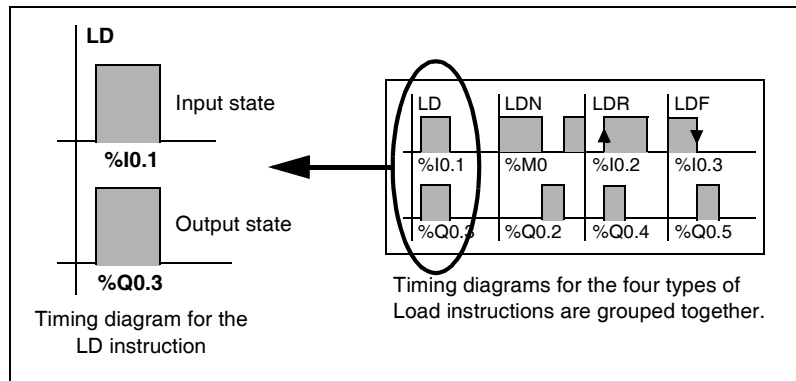 LD
Input state
%I0.1
Output state
%Q0.3
Timing diagram for the
LD instruction
LD LDN LDR LDF
%I0.1 %M0 %I0.2 %I0.3
%Q0.3 %Q0.2 %Q0.4 %Q0.5
Timing diagrams for the four types of
Load instructions are grouped together.